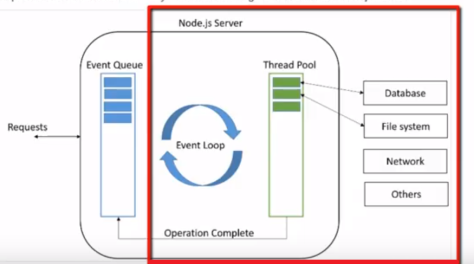 Node.js Server
Event Queue
Thread Pool
Requests
Event Loop
Database
File system
Network
Others
Operation Complete